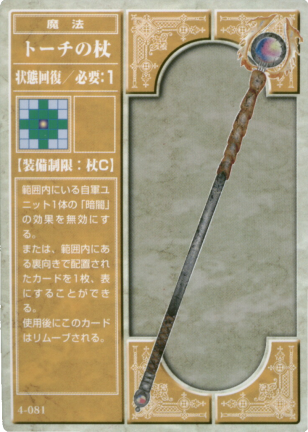 魔法
トーチの杖
状態回復／必要:1
【装備制限：杖C】
範囲内にいる自軍ユ
ニット1体の「暗闇」
の効果を無効にす
る。
または、範囲内にあ
る裏向きで配置され
たカードを1枚、表
にすることができ
る。
使用後にこのカード
はリムーブされる。
4-081